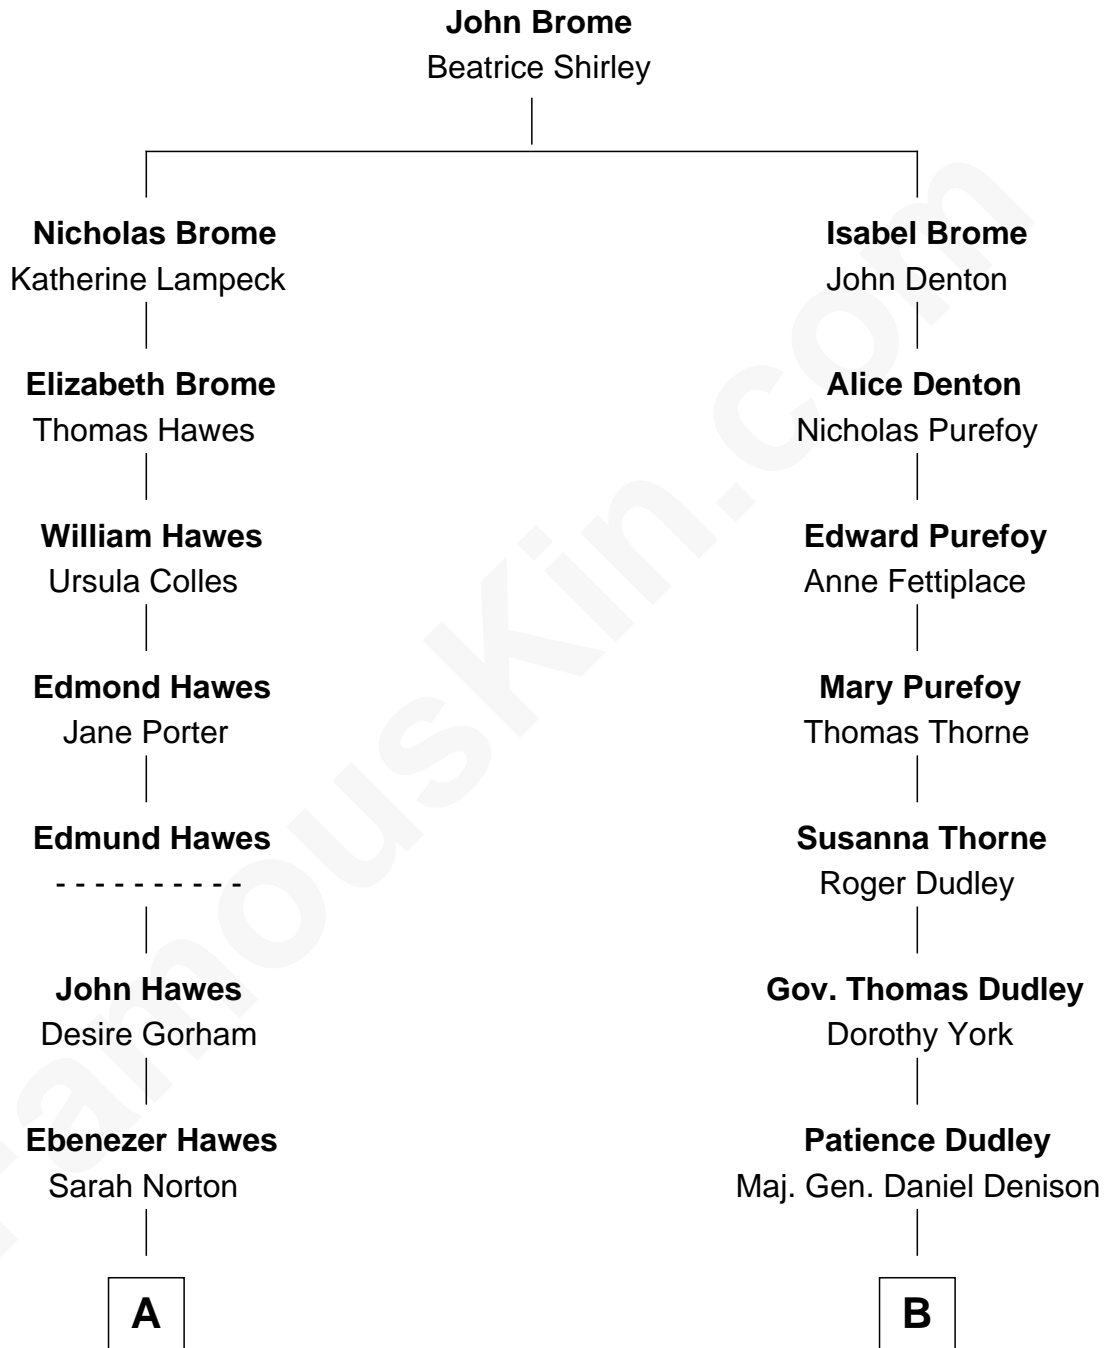 John Brome
Beatrice Shirley
Nicholas Brome
Katherine Lampeck
Isabel Brome
John Denton
Elizabeth Brome
Thomas Hawes
Alice Denton
Nicholas Purefoy
William Hawes
Ursula Colles
Edward Purefoy
Anne Fettiplace
Edmond Hawes
Jane Porter
Mary Purefoy
Thomas Thorne
Edmund Hawes
- - - - - - - - - -
Susanna Thorne
Roger Dudley
John Hawes
Desire Gorham
Gov. Thomas Dudley
Dorothy York
Ebenezer Hawes
Sarah Norton
Patience Dudley
Maj. Gen. Daniel Denison
A
B
FamousKin.com